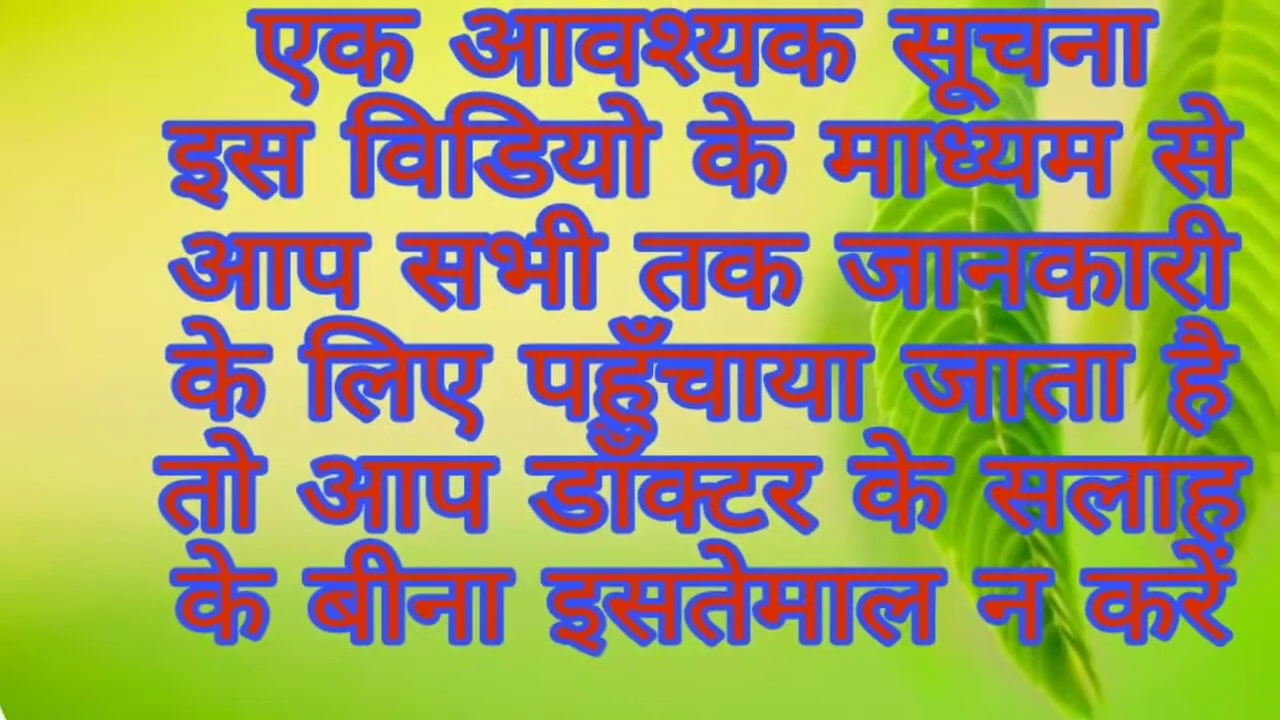 एक आवश्यक सूचना
इस विडियो के माध्यम से
आप सभी तक जानकारी
के लिए पहुँचाया जाता है
तो आप डॉक्टर के सलाह
के बीना इसतेमाल न करें